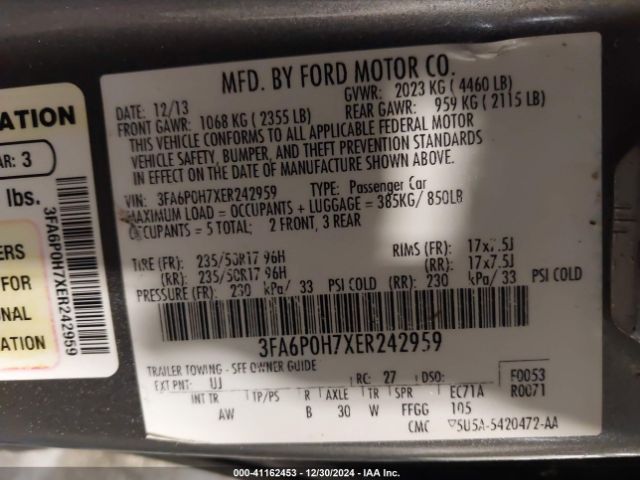 ATION
AR: 3
lbs.
ERS
FOR
NAL
ATION
3FA6P0H7XER242959
MFD. BY FORD MOTOR CO.
DATE: 12/13 GVWR: 2023 KG ( 4460 LB)
FRONT GAWR: 1068 KG ( 2355 LB) REAR GAWR: 959 KG ( 2115 LB)
THIS VEHICLE CONFORMS TO ALL APPLICABLE FEDERAL MOTOR
VEHICLE SAFETY, BUMPER, AND THEFT PREVENTION STANDARDS
IN EFFECT ON THE DATE OF MANUFACTURE SHOWN ABOVE.
VIN: 3FA6P0H7XER242959 TYPE: Passenger Car
MAXIMUM LOAD = OCCUPANTS + LUGGAGE = 385KG/ 850LB
OCCUPANTS = 5 TOTAL: 2 FRONT, 3 REAR
TIRE (FR): 235/50R17 96H RIMS (FR): 17x7.5J
(RR): 235/50R17 96H (RR): 17x7.5J
PRESSURE (FR): 230 kPa/ 33 PSI COLD (RR): 230 kPa/ 33 PSI COLD
3FA6P0H7XER242959
TRAILER TOWING - SEE OWNER GUIDE
EXT PNT: UJ RC: 27 DSO: F0053
INT TR TP/PS R AXLE TR SPR EC71A R0071
AW B 30 W FFGG 105
CMC 5U5A-5420472-AA
000-41162453 - 12/30/2024 - IAA Inc.